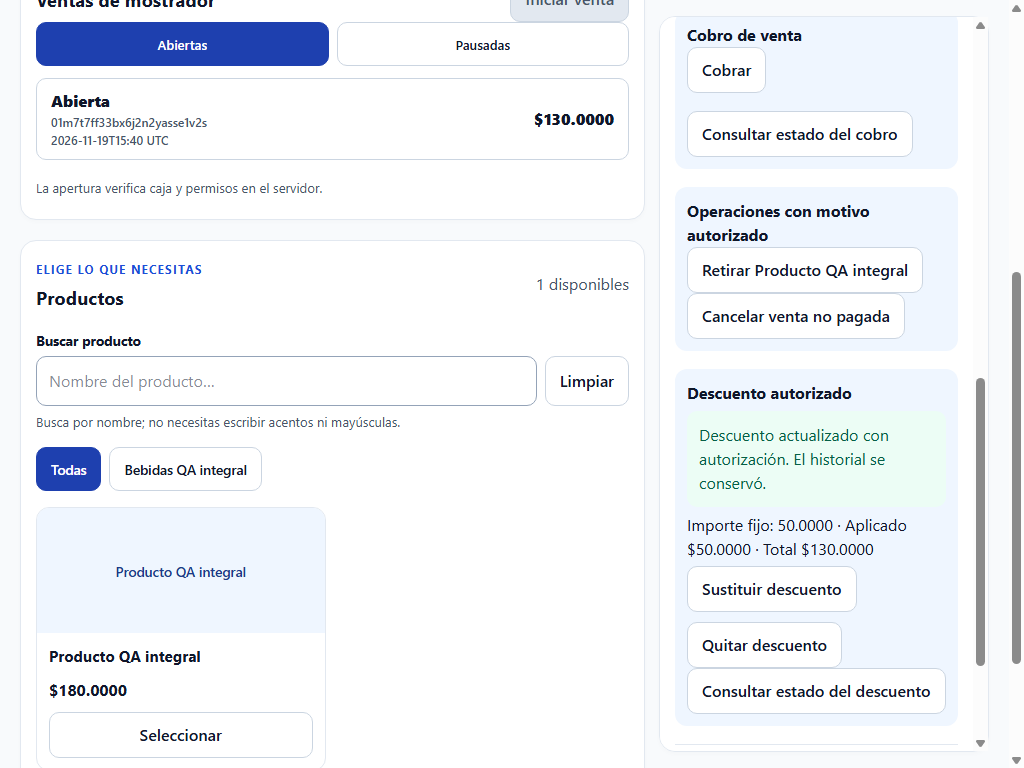 Ventas de mostrador
Iniciar venta
Abiertas
Pausadas
Abierta
01m7t7ff33bx6j2n2yasse1v2s
2026-11-19T15:40 UTC
$130.0000
La apertura verifica caja y permisos en el servidor.
ELIGE LO QUE NECESITAS
Productos
1 disponibles
Buscar producto
Nombre del producto...
Limpiar
Busca por nombre; no necesitas escribir acentos ni mayúsculas.
Todas
Bebidas QA integral
Producto QA integral
Producto QA integral
$180.0000
Seleccionar
Cobro de venta
Cobrar
Consultar estado del cobro
Operaciones con motivo
autorizado
Retirar Producto QA integral
Cancelar venta no pagada
Descuento autorizado
Descuento actualizado con
autorización. El historial se
conservó.
Importe fijo: 50.0000 · Aplicado
$50.0000 · Total $130.0000
Sustituir descuento
Quitar descuento
Consultar estado del descuento